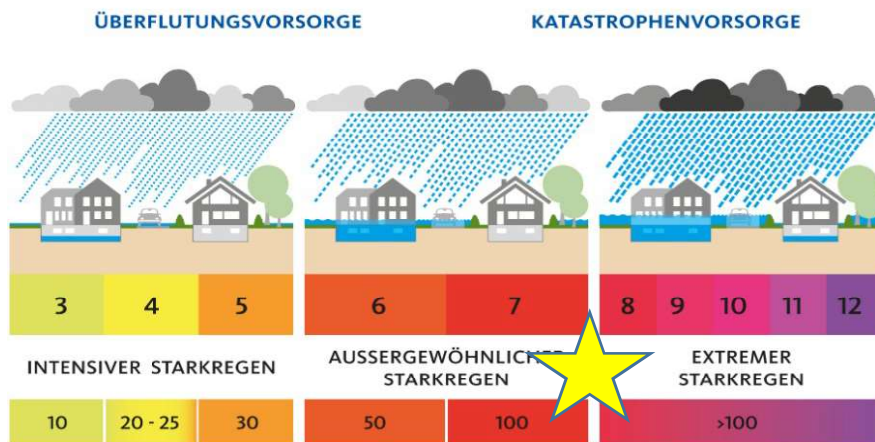 ÜBERFLUTUNGSVORSORGE
KATASTROPHENVORSORGE
3 4 5 6 7 8 9 10 11 12
INTENSIVER STARKREGEN
AUSSERGEWÖHNLICHER
STARKREGEN
EXTREMER
STARKREGEN
10 20 - 25 30 50 100 >100